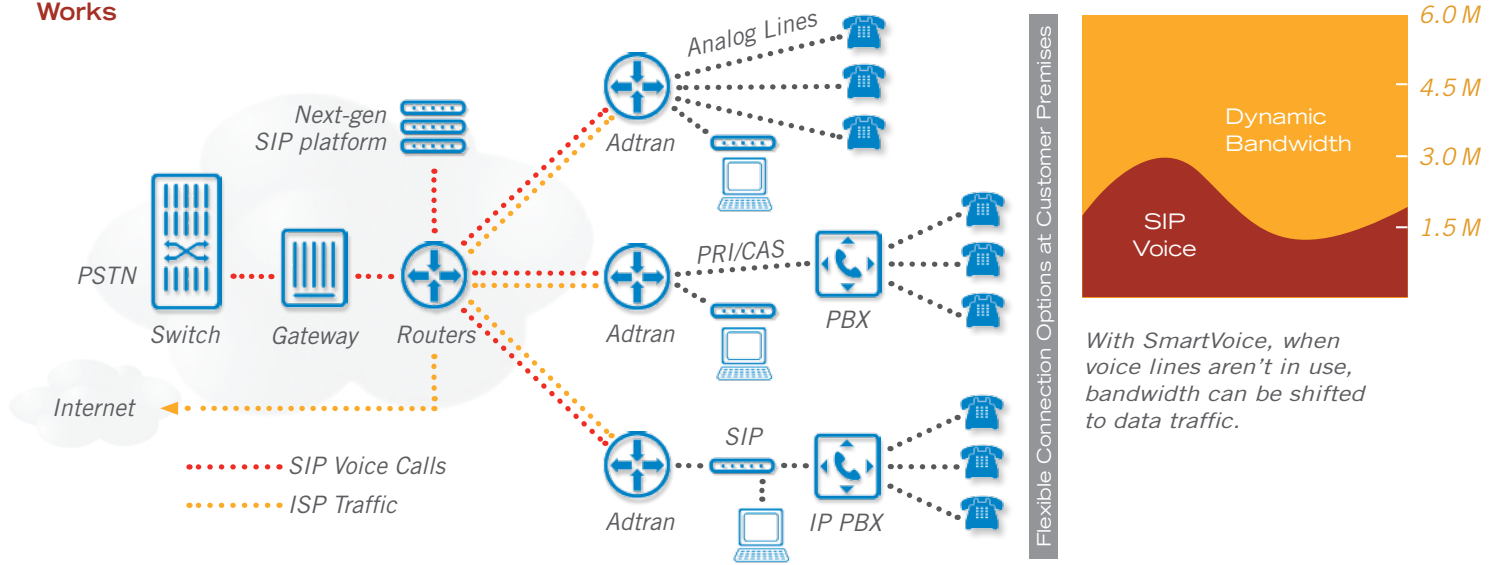 Works
Analog Lines
Next-gen
SIP platform
Adtran
PSTN
Switch
Gateway
Routers
PRI/CAS
Adtran
PBX
Internet
SIP Voice Calls
ISP Traffic
SIP
Adtran
IP PBX
Flexible Connection Options at Customer Premises
6.0 M
4.5 M
Dynamic
Bandwidth
3.0 M
SIP
Voice
1.5 M
With SmartVoice, when
voice lines aren’t in use,
bandwidth can be shifted
to data traffic.